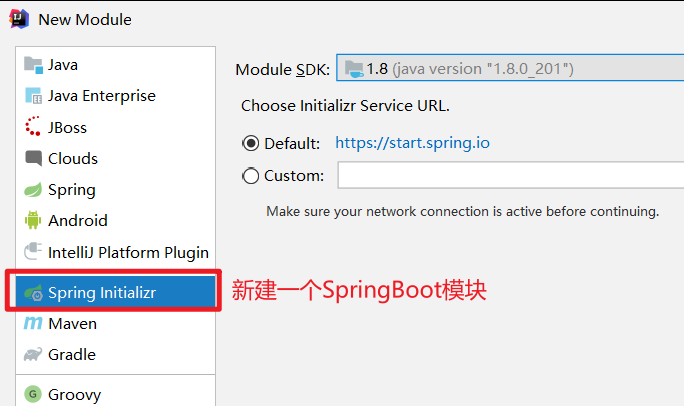 New Module
Java
Java Enterprise
JBoss
Clouds
Spring
Android
IntelliJ Platform Plugin
Spring Initializr
Maven
Gradle
Groovy
Module SDK: 1.8 (java version "1.8.0_201")
Choose Initializr Service URL.
Default: https://start.spring.io
Custom:
Make sure your network connection is active before continuing.
新建一个SpringBoot模块